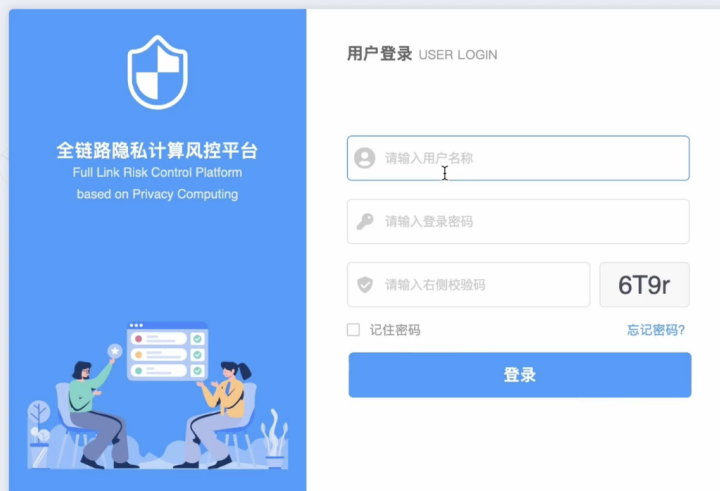 全链路隐私计算风控平台
Full Link Risk Control Platform
based on Privacy Computing
用户登录 USER LOGIN
请输入用户名称
请输入登录密码
请输入右侧校验码
6T9r
记住密码
忘记密码?
登录